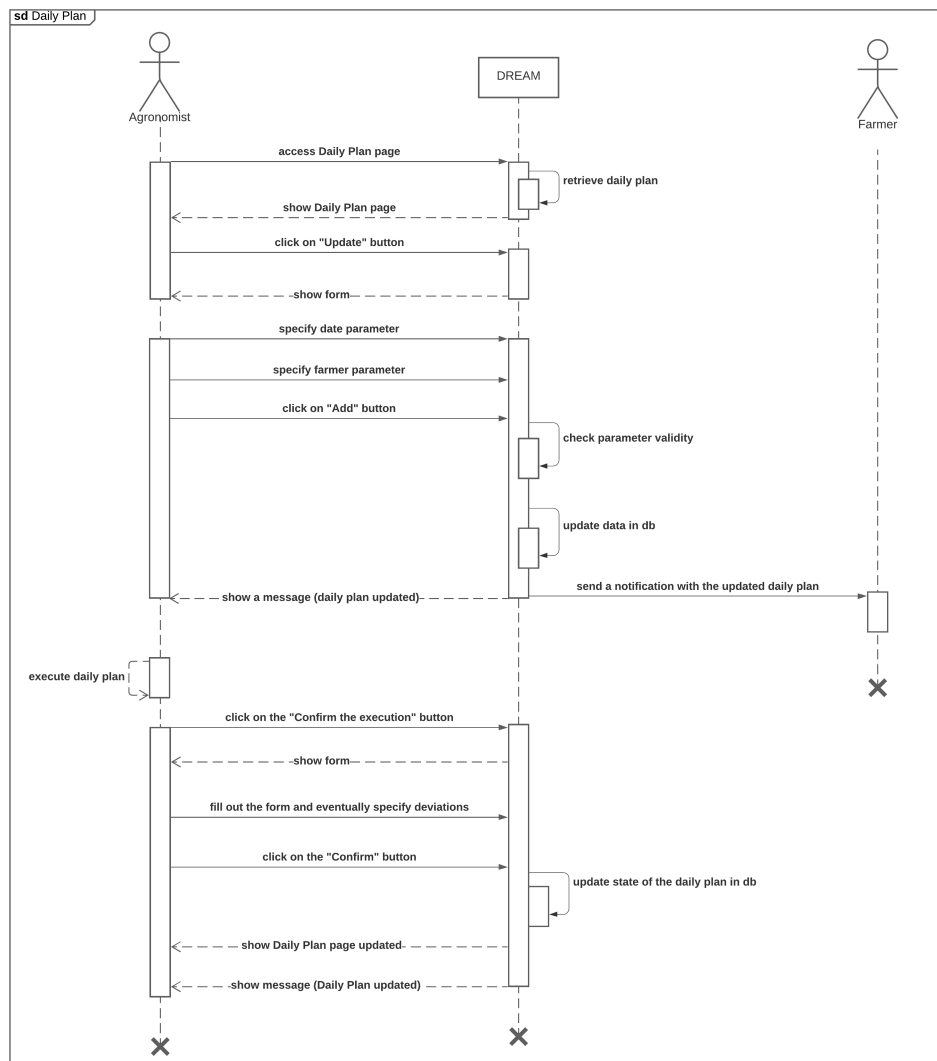 sd Daily Plan
DREAM
Agronomist
Farmer
access Daily Plan page
retrieve daily plan
show Daily Plan page
click on "Update" button
show form
specify date parameter
specify farmer parameter
click on "Add" button
check parameter validity
update data in db
send a notification with the updated daily plan
show a message (daily plan updated)
execute daily plan
click on the "Confirm the execution" button
show form
fill out the form and eventually specify deviations
click on the "Confirm" button
update state of the daily plan in db
show Daily Plan page updated
show message (Daily Plan updated)